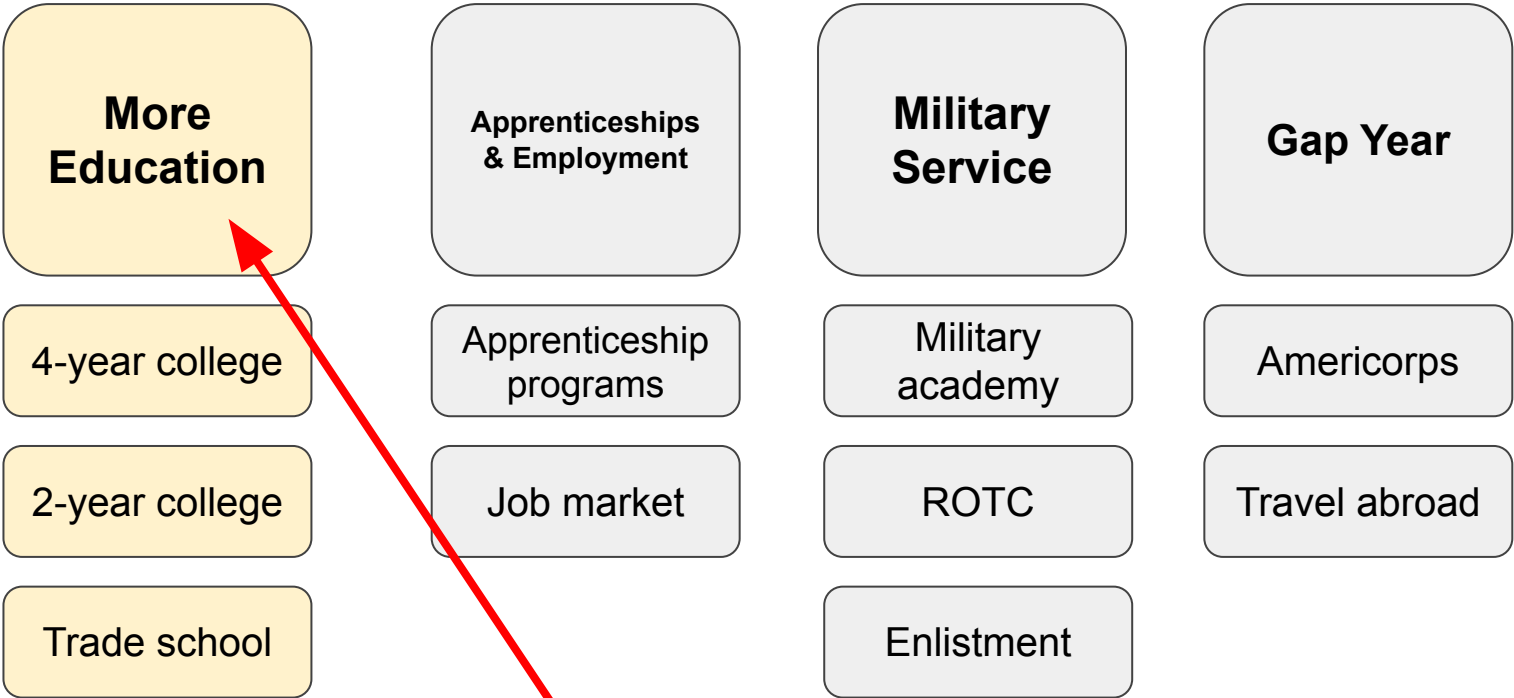 More
Education
Apprenticeships
& Employment
Military
Service
Gap Year
4-year college
Apprenticeship
programs
Military
academy
Americorps
2-year college
Job market
ROTC
Travel abroad
Trade school
Enlistment